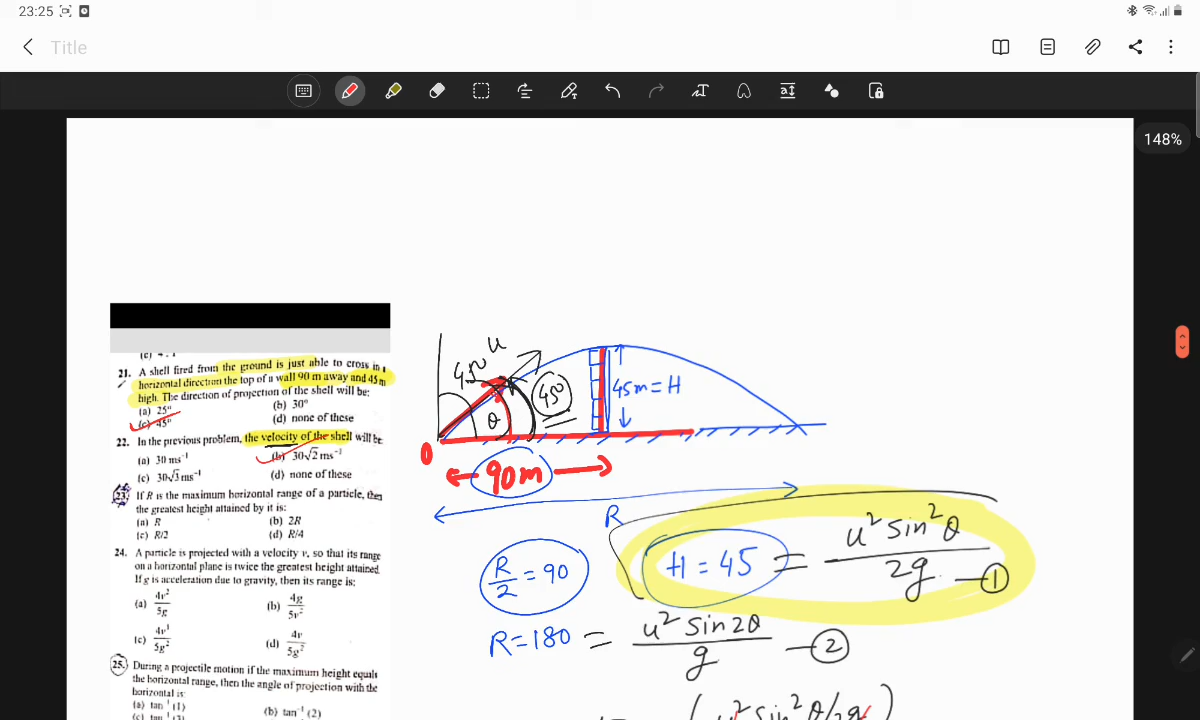 23:25
Title
148%
21. A shell fired from the ground is just able to cross in a
horizontal direction the top of a wall 90 m away and 45 m
high. The direction of projection of the shell will be:
(a) 25° (b) 30°
(c) 45° (d) none of these
22. In the previous problem, the velocity of the shell will be
(a) 30 ms⁻¹ (b) 30√2 ms⁻¹
(c) 30√3 ms⁻¹ (d) none of these
23. If R is the maximum horizontal range of a particle, then
the greatest height attained by it is:
(a) R (b) 2R
(c) R/2 (d) R/4
24. A particle is projected with a velocity v, so that its range
on a horizontal plane is twice the greatest height attained.
If g is acceleration due to gravity, then its range is:
(a) 4v²/5g (b) 4g/5v²
(c) 5g² (d) 4v/5g²
25. During a projectile motion if the maximum height equals
the horizontal range, then the angle of projection with the
horizontal is:
(a) tan⁻¹ (1) (b) tan⁻¹ (2)
u
45°
45°
θ
45m = H
O
90m
R
H = 45 = u² sin²θ / 2g —①
R/2 = 90
R = 180 = u² sin2θ / g —②